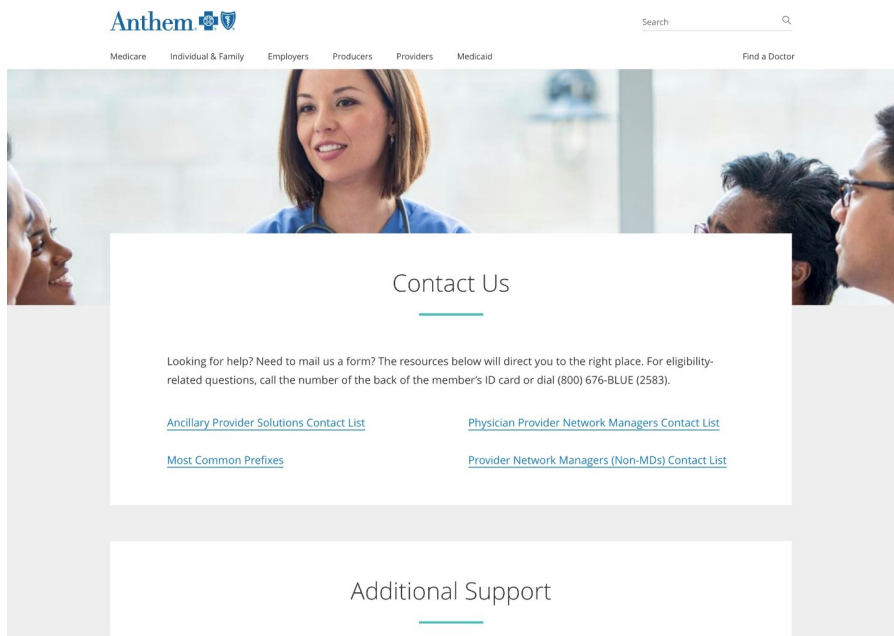 Anthem
Search
Medicare Individual & Family Employers Producers Providers Medicaid Find a Doctor
Contact Us
Looking for help? Need to mail us a form? The resources below will direct you to the right place. For eligibility-
related questions, call the number of the back of the member's ID card or dial (800) 676-BLUE (2583).
Ancillary Provider Solutions Contact List Physician Provider Network Managers Contact List
Most Common Prefixes Provider Network Managers (Non-MDs) Contact List
Additional Support